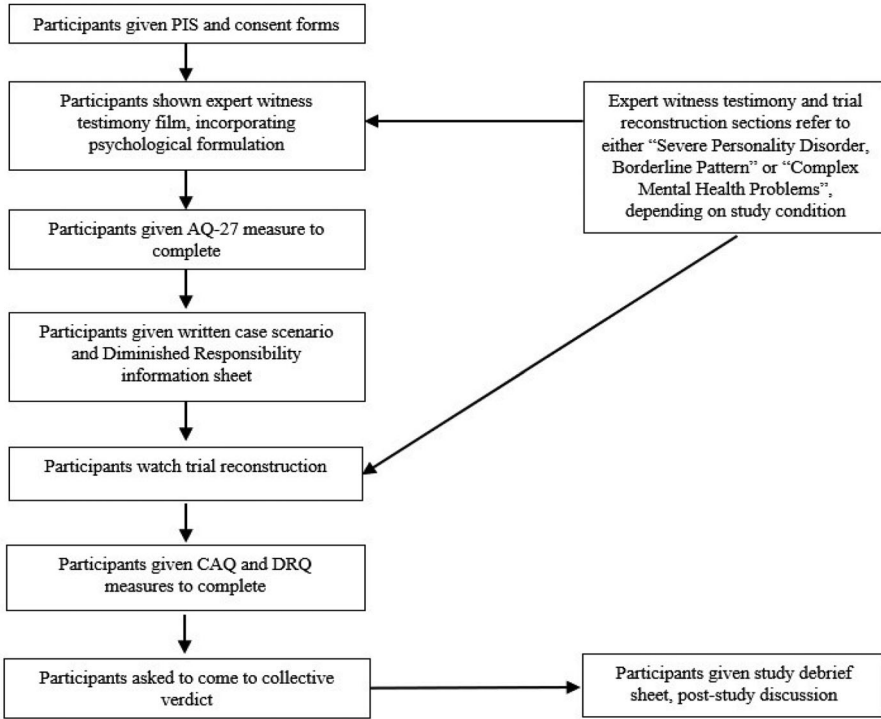 Participants given PIS and consent forms
Participants shown expert witness
testimony film, incorporating
psychological formulation
Expert witness testimony and trial
reconstruction sections refer to
either “Severe Personality Disorder,
Borderline Pattern” or “Complex
Mental Health Problems”,
depending on study condition
Participants given AQ-27 measure to
complete
Participants given written case scenario
and Diminished Responsibility
information sheet
Participants watch trial reconstruction
Participants given CAQ and DRQ
measures to complete
Participants asked to come to collective
verdict
Participants given study debrief
sheet, post-study discussion